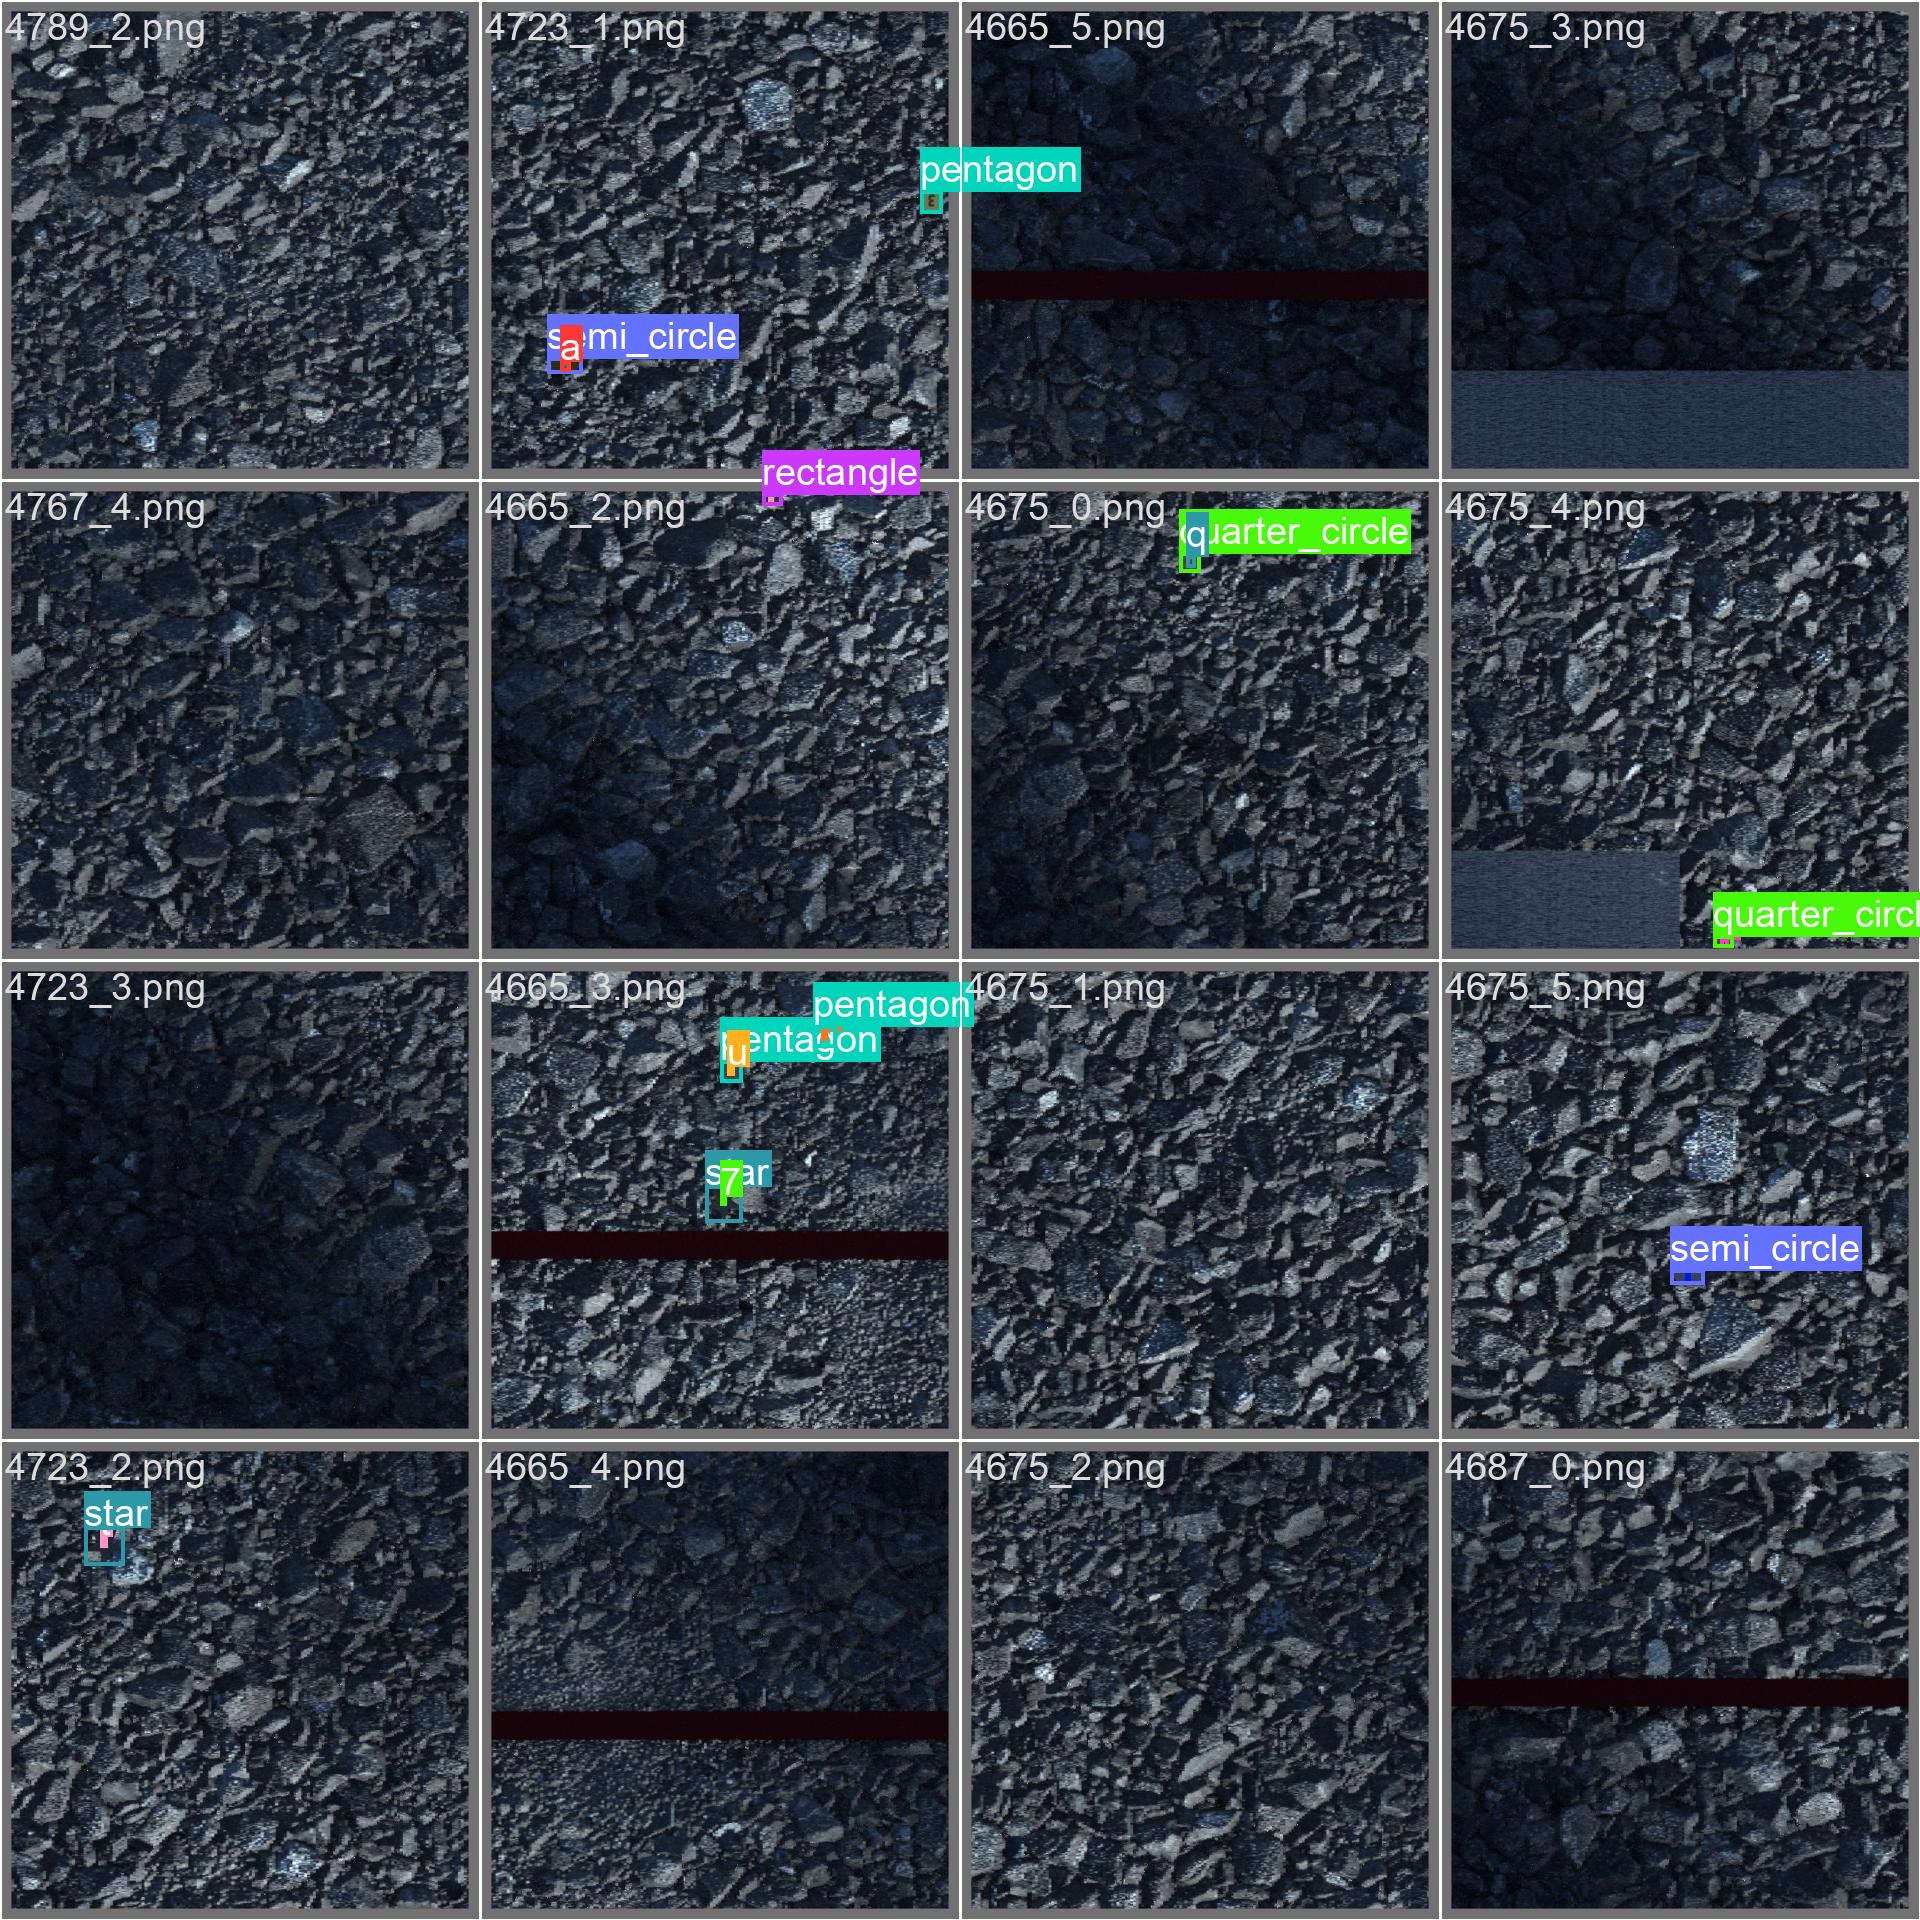 4789_2.png
4723_1.png
4665_5.png
4675_3.png
pentagon
semi_circle
a
rectangle
4767_4.png
4665_2.png
4675_0.png
4675_4.png
quarter_circle
q
quarter_circl
4723_3.png
4665_3.png
4675_1.png
4675_5.png
pentagon
pentagon
u
star
7
semi_circle
4723_2.png
4665_4.png
4675_2.png
4687_0.png
star